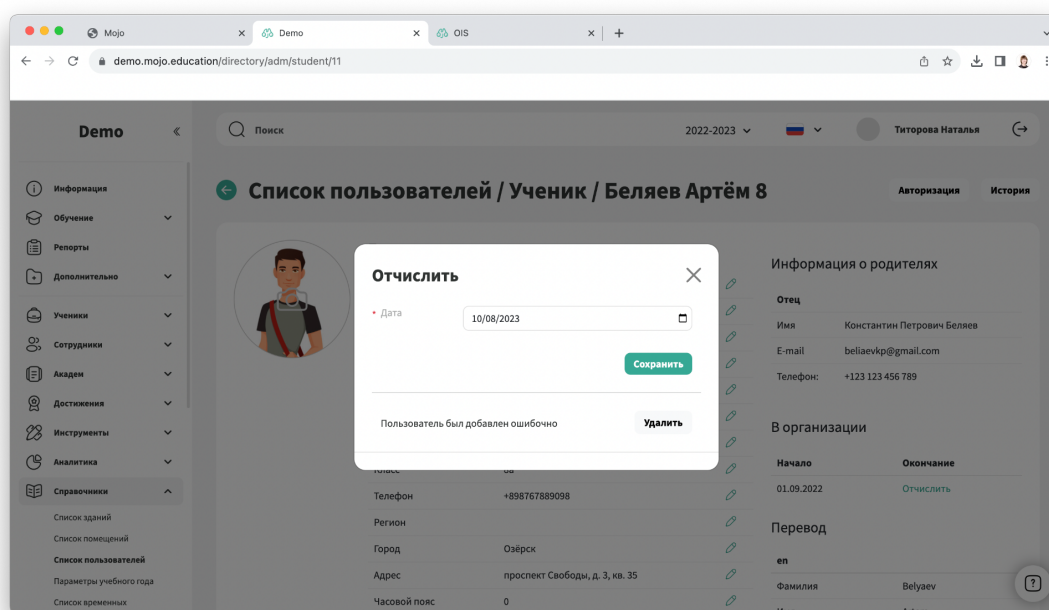 Mojo
Demo
OIS
demo.mojo.education/directory/adm/student/11
Demo
Поиск
2022-2023
Титорова Наталья
Информация
Обучение
Репорты
Дополнительно
Ученики
Сотрудники
Академ
Достижения
Инструменты
Аналитика
Справочники
Список зданий
Список помещений
Список пользователей
Параметры учебного года
Список временных
Список пользователей / Ученик / Беляев Артём 8
Авторизация
История
Отчислить
• Дата
10/08/2023
Сохранить
Пользователь был добавлен ошибочно
Удалить
Класс 8а
Телефон +898767889098
Регион
Город Озёрск
Адрес проспект Свободы, д. 3, кв. 35
Часовой пояс 0
Информация о родителях
Отец
Имя Константин Петрович Беляев
E-mail beliaevkp@gmail.com
Телефон: +123 123 456 789
В организации
Начало Окончание
01.09.2022 Отчислить
Перевод
en
Фамилия Belyaev